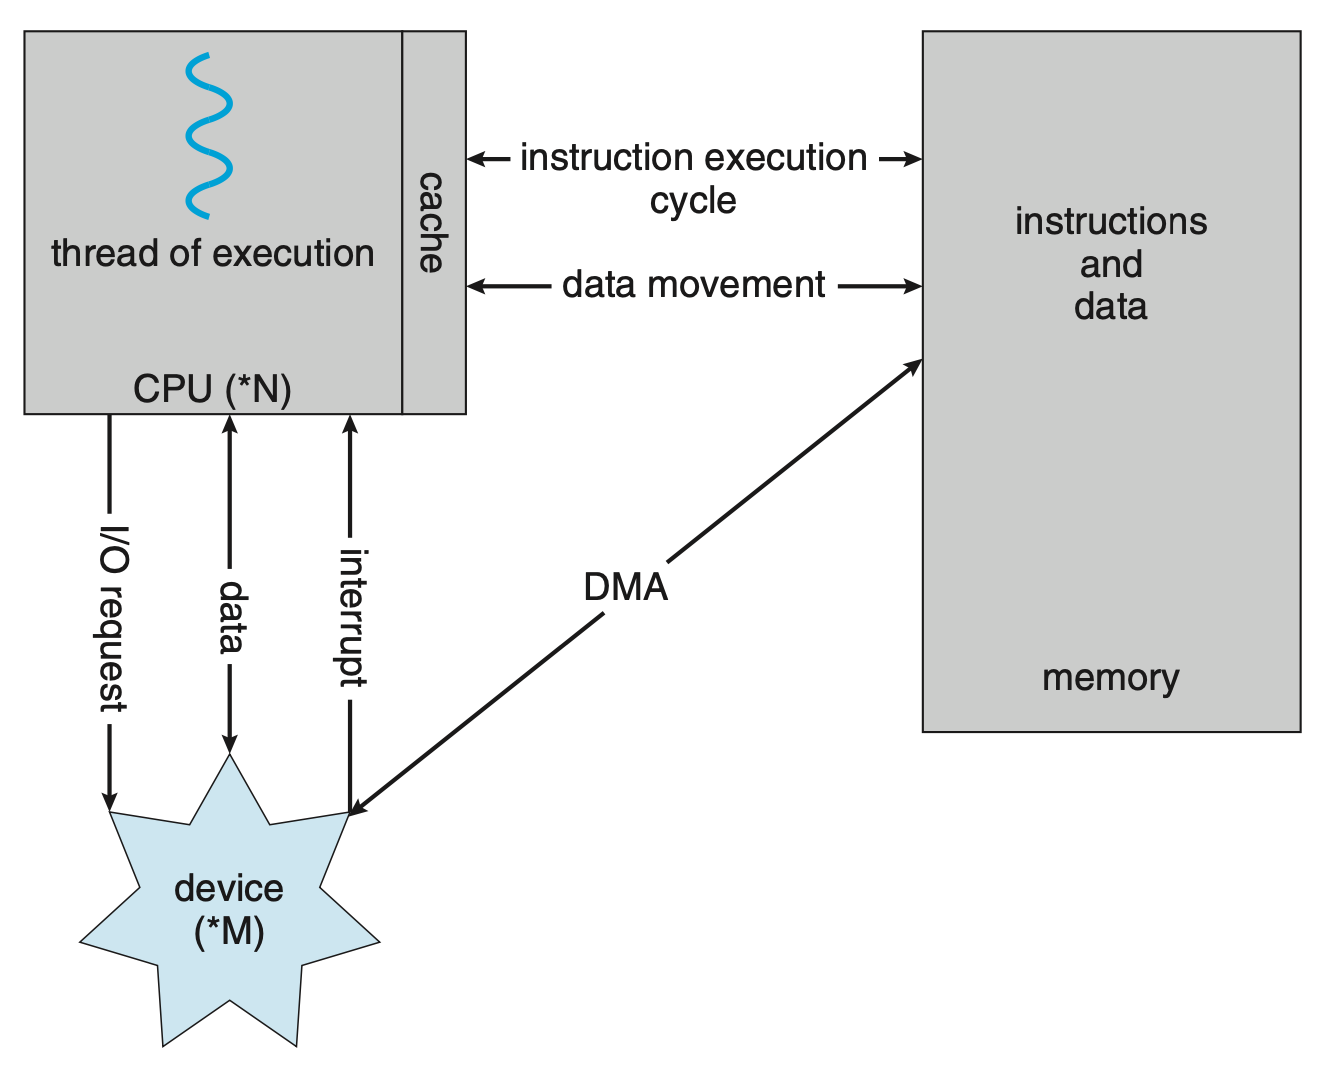 thread of execution
cache
CPU (*N)
instruction execution
cycle
data movement
instructions
and
data
memory
I/O request
data
interrupt
DMA
device
(*M)